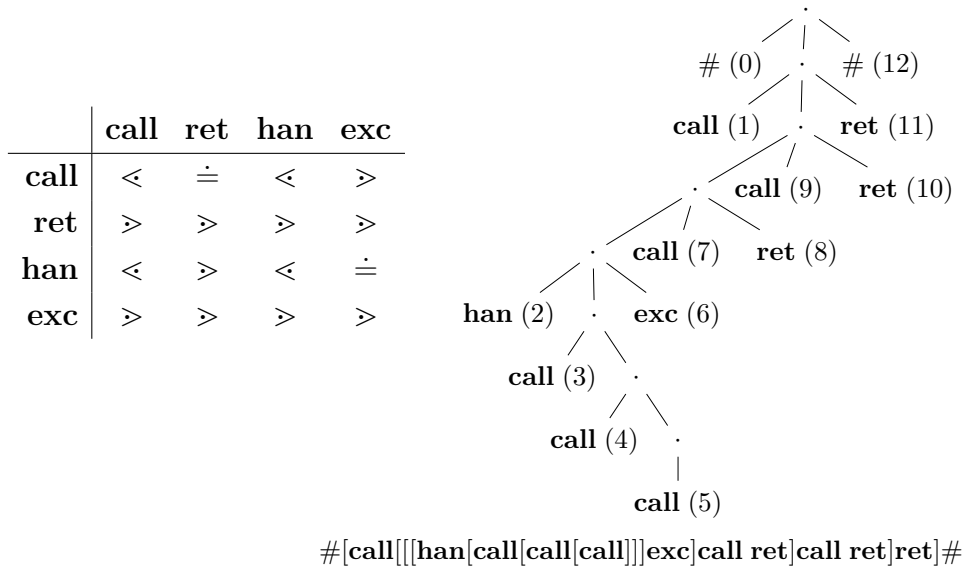 call ret han exc
call ⋖ ≐ ⋖ ⋗
ret ⋗ ⋗ ⋗ ⋗
han ⋖ ⋗ ⋖ ≐
exc ⋗ ⋗ ⋗ ⋗
# (0) # (12)
call (1) ret (11)
call (9) ret (10)
call (7) ret (8)
han (2) exc (6)
call (3)
call (4)
call (5)
#[call[[[han[call[call[call]]]exc]call ret]call ret]ret]#